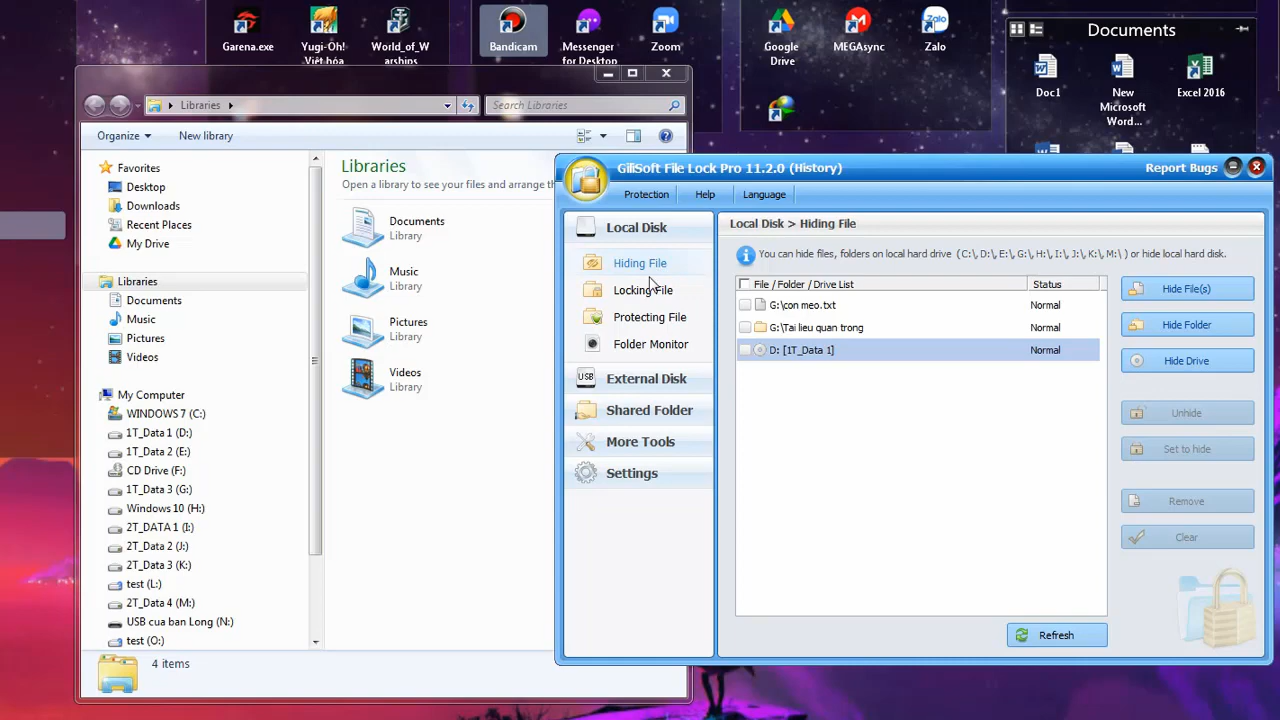 Garena.exe
Yugi-Oh!
Việt hóa
World_of_W
arships
Bandicam
Messenger
for Desktop
Zoom
Google
Drive
MEGAsync
Zalo
Documents
Doc1
New
Microsoft
Word...
Excel 2016
Libraries
Search Libraries
Organize
New library
Favorites
Desktop
Downloads
Recent Places
My Drive
Libraries
Documents
Music
Pictures
Videos
My Computer
WINDOWS 7 (C:)
1T_Data 1 (D:)
1T_Data 2 (E:)
CD Drive (F:)
1T_Data 3 (G:)
Windows 10 (H:)
2T_DATA 1 (I:)
2T_Data 2 (J:)
2T_Data 3 (K:)
test (L:)
2T_Data 4 (M:)
USB cua ban Long (N:)
test (O:)
Libraries
Open a library to see your files and arrange th
Documents
Library
Music
Library
Pictures
Library
Videos
Library
4 items
GiliSoft File Lock Pro 11.2.0 (History)
Report Bugs
Protection
Help
Language
Local Disk
Hiding File
Locking File
Protecting File
Folder Monitor
USB
External Disk
Shared Folder
More Tools
Settings
Local Disk > Hiding File
You can hide files, folders on local hard drive (C:\, D:\, E:\, G:\, H:\, I:\, J:\, K:\, M:\ ) or hide local hard disk.
File / Folder / Drive List
Status
G:\con meo.txt
Normal
G:\Tai lieu quan trong
Normal
D: [1T_Data 1]
Normal
Hide File(s)
Hide Folder
Hide Drive
Unhide
Set to hide
Remove
Clear
Refresh